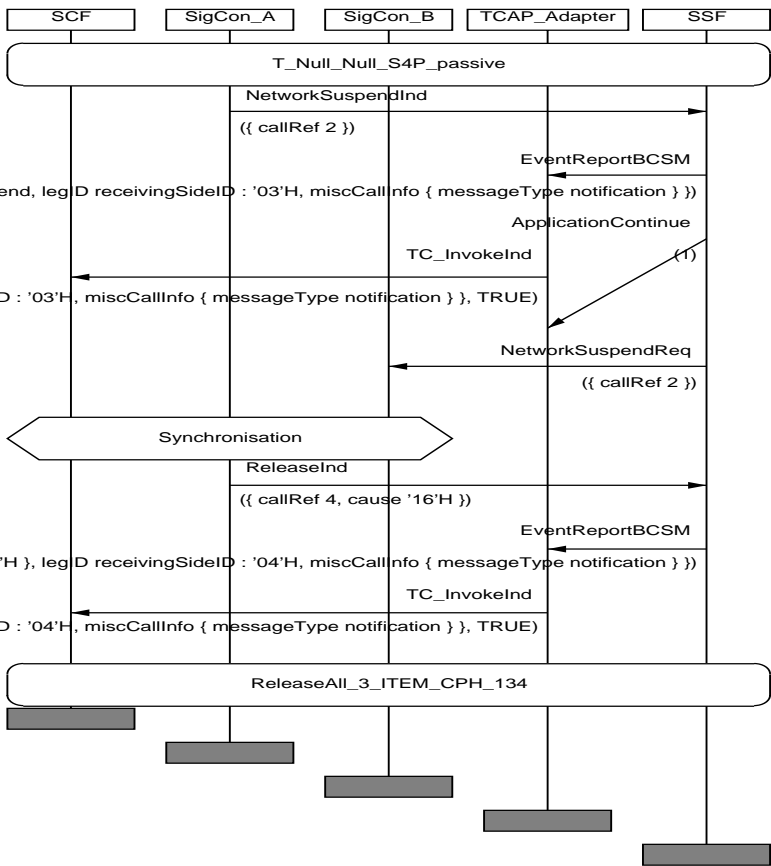 SCF SigCon_A SigCon_B TCAP_Adapter SSF
T_Null_Null_S4P_passive
NetworkSuspendInd
({ callRef 2 })
EventReportBCSM
end, legID receivingSideID : '03'H, miscCallInfo { messageType notification } })
ApplicationContinue
(1)
TC_InvokeInd
D : '03'H, miscCallInfo { messageType notification } }, TRUE)
NetworkSuspendReq
({ callRef 2 })
Synchronisation
ReleaseInd
({ callRef 4, cause '16'H })
EventReportBCSM
'H }, legID receivingSideID : '04'H, miscCallInfo { messageType notification } })
TC_InvokeInd
D : '04'H, miscCallInfo { messageType notification } }, TRUE)
ReleaseAll_3_ITEM_CPH_134